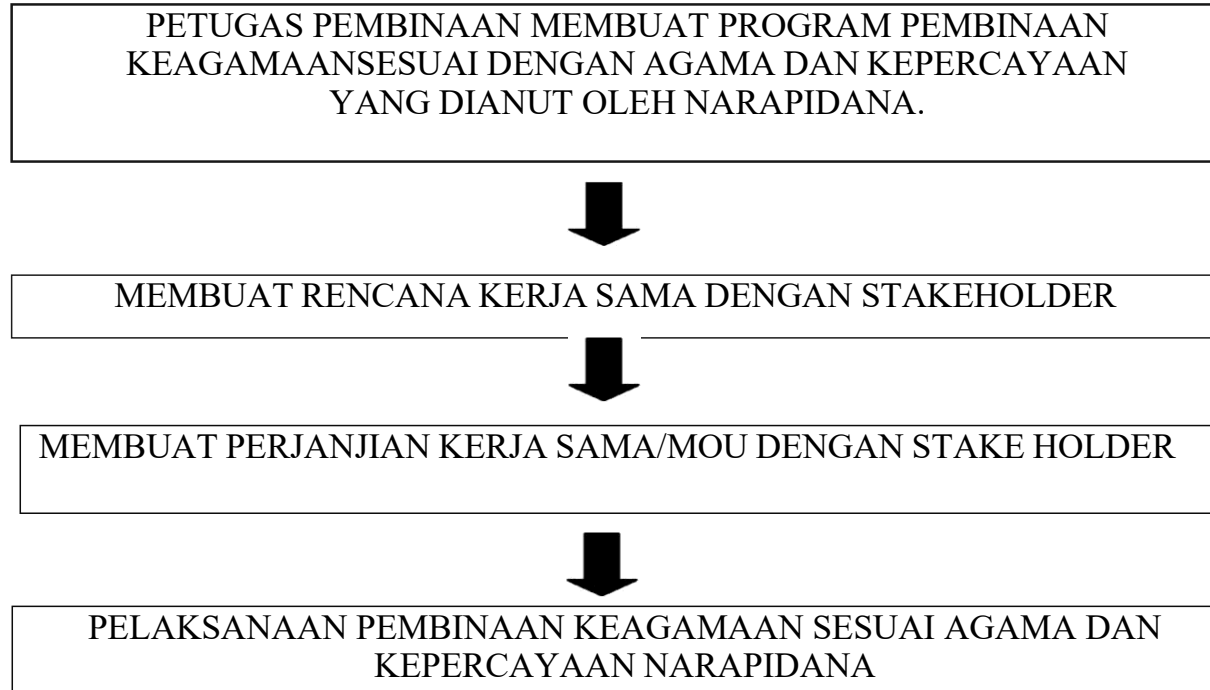 PETUGAS PEMBINAAN MEMBUAT PROGRAM PEMBINAAN
KEAGAMAANSESUAI DENGAN AGAMA DAN KEPERCAYAAN
YANG DIANUT OLEH NARAPIDANA.
MEMBUAT RENCANA KERJA SAMA DENGAN STAKEHOLDER
MEMBUAT PERJANJIAN KERJA SAMA/MOU DENGAN STAKE HOLDER
PELAKSANAAN PEMBINAAN KEAGAMAAN SESUAI AGAMA DAN
KEPERCAYAAN NARAPIDANA